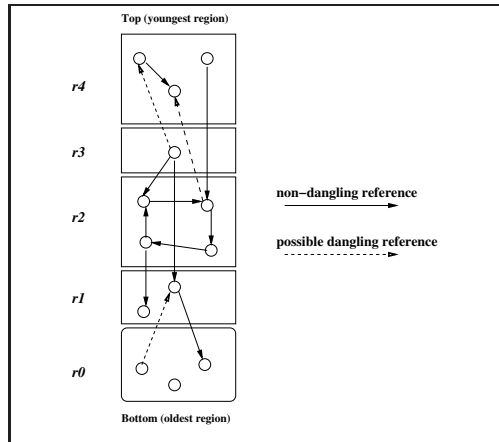 Top (youngest region)
r4
r3
r2
non-dangling reference
possible dangling reference
r1
r0
Bottom (oldest region)